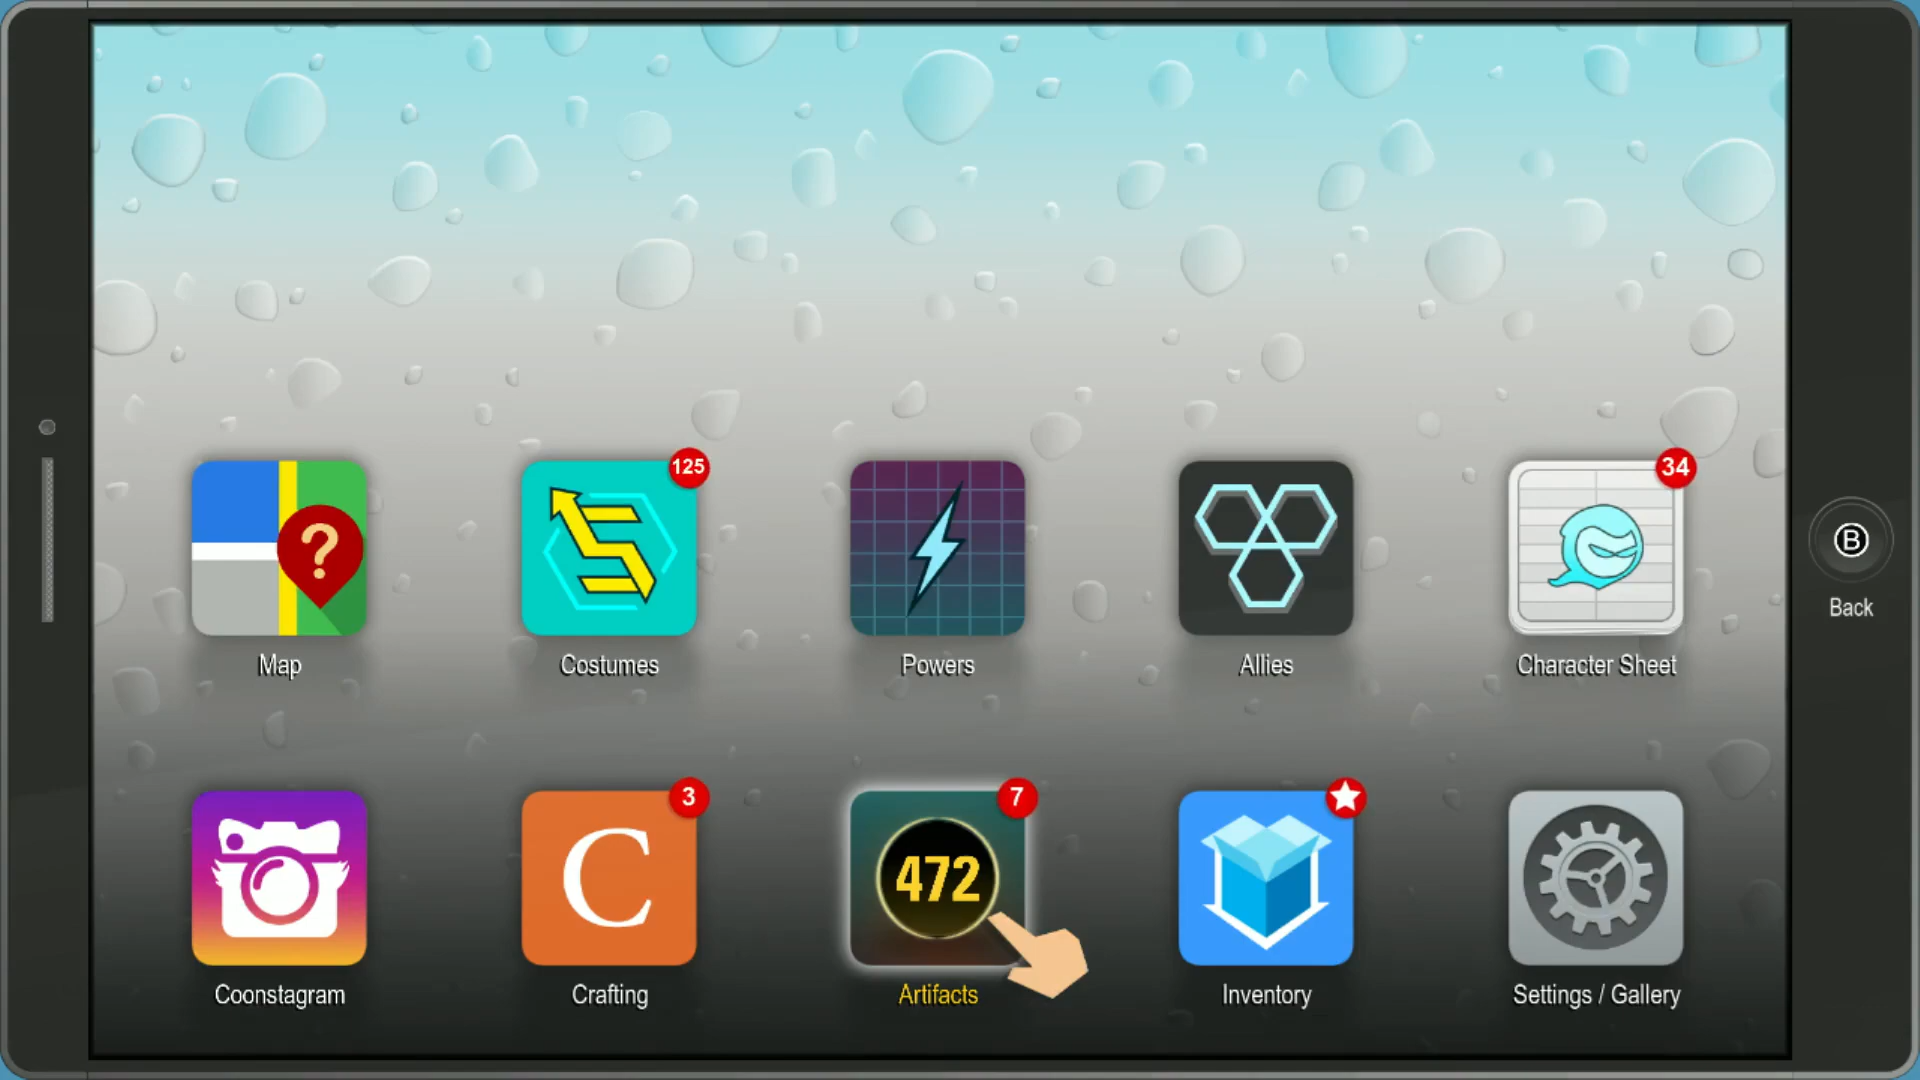 125
34
?
Map
Costumes
Powers
Allies
Character Sheet
B
Back
3
7
C
472
Coonstagram
Crafting
Artifacts
Inventory
Settings / Gallery